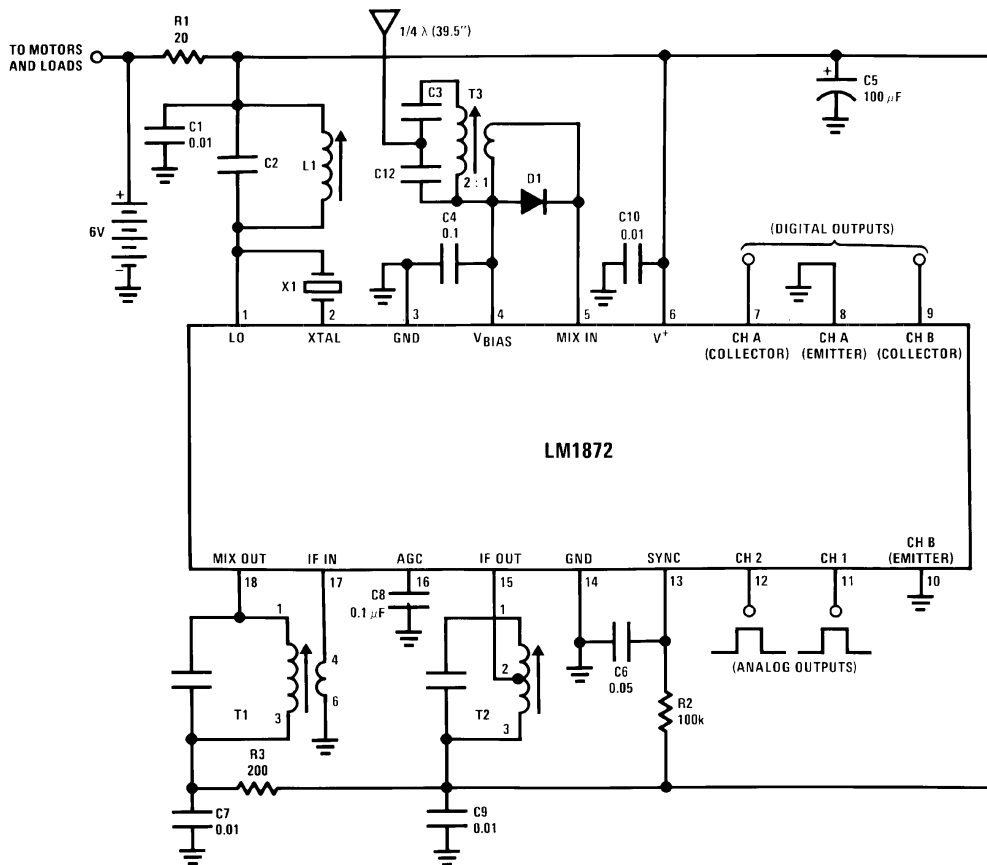 R1
20
TO MOTORS
AND LOADS
1/4 λ (39.5")
C1
0.01
C2
L1
C3
T3
C12
2 : 1
D1
C4
0.1
C10
0.01
+
C5
100 μF
+
6V
−
X1
(DIGITAL OUTPUTS)
1
2
3
4
5
6
7
8
9
LO
XTAL
GND
VBIAS
MIX IN
V+
CH A
(COLLECTOR)
CH A
(EMITTER)
CH B
(COLLECTOR)
LM1872
MIX OUT
IF IN
AGC
IF OUT
GND
SYNC
CH 2
CH 1
CH B
(EMITTER)
18
17
16
15
14
13
12
11
10
C8
0.1 μF
1
4
6
3
T1
1
2
3
T2
C6
0.05
R2
100k
(ANALOG OUTPUTS)
R3
200
C7
0.01
C9
0.01